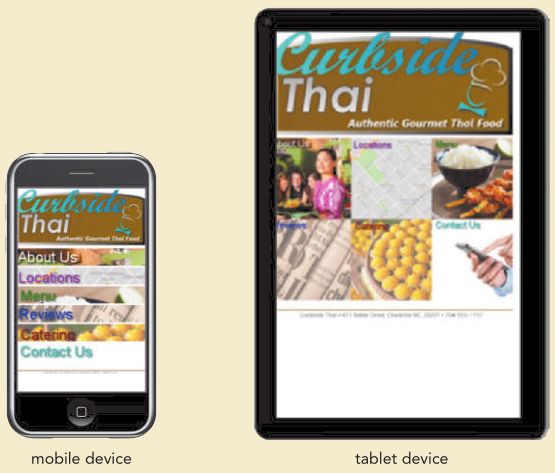 Curbside
Thai
Authentic Gourmet Thai Food
About Us
Locations
Menu
Reviews
Catering
Contact Us
mobile device
Curbside
Thai
Authentic Gourmet Thai Food
About Us
Locations
Menu
Reviews
Catering
Contact Us
Curbside Thai • 411 Belde Drive, Charlotte NC 28201 • 704-555-1151
tablet device